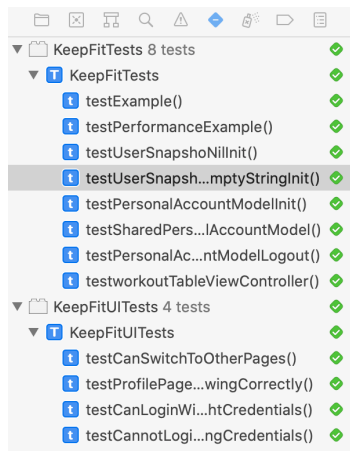 KeepFitTests 8 tests
T KeepFitTests
t testExample()
t testPerformanceExample()
t testUserSnapshoNilInit()
t testUserSnapsh...mptyStringInit()
t testPersonalAccountModelInit()
t testSharedPers...lAccountModel()
t testPersonalAc...ntModelLogout()
t testworkoutTableViewController()
KeepFitUITests 4 tests
T KeepFitUITests
t testCanSwitchToOtherPages()
t testProfilePage...wingCorrectly()
t testCanLoginWi...htCredentials()
t testCannotLogi...ngCredentials()